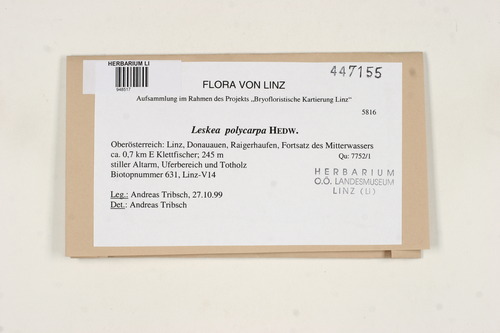 HERBARIUM LI
948517
FLORA VON LINZ
447155
Aufsammlung im Rahmen des Projekts „Bryofloristische Kartierung Linz"
5816
Leskea polycarpa HEDW.
Oberösterreich: Linz, Donauauen, Raigerhaufen, Fortsatz des Mitterwassers
ca. 0,7 km E Klettfischer; 245 m
Qu: 7752/1
stiller Altarm, Uferbereich und Totholz
Biotopnummer 631, Linz-V14
HERBARIUM
O.Ö. LANDESMUSEUM
LINZ (U)
Leg.: Andreas Tribsch, 27.10.99
Det.: Andreas Tribsch